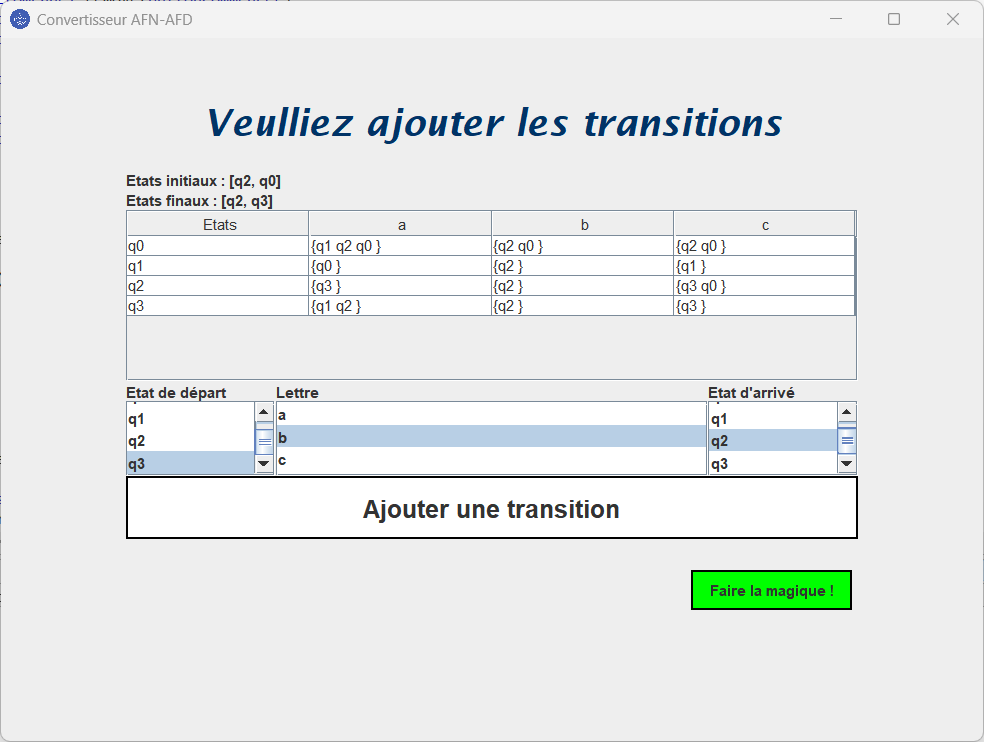 Convertisseur AFN-AFD
Veulliez ajouter les transitions
Etats initiaux : [q2, q0]
Etats finaux : [q2, q3]
Etats a b c
q0 {q1 q2 q0 } {q2 q0 } {q2 q0 }
q1 {q0 } {q2 } {q1 }
q2 {q3 } {q2 } {q3 q0 }
q3 {q1 q2 } {q2 } {q3 }
Etat de départ Lettre Etat d'arrivé
q1 a q1
q2 b q2
q3 c q3
Ajouter une transition
Faire la magique !